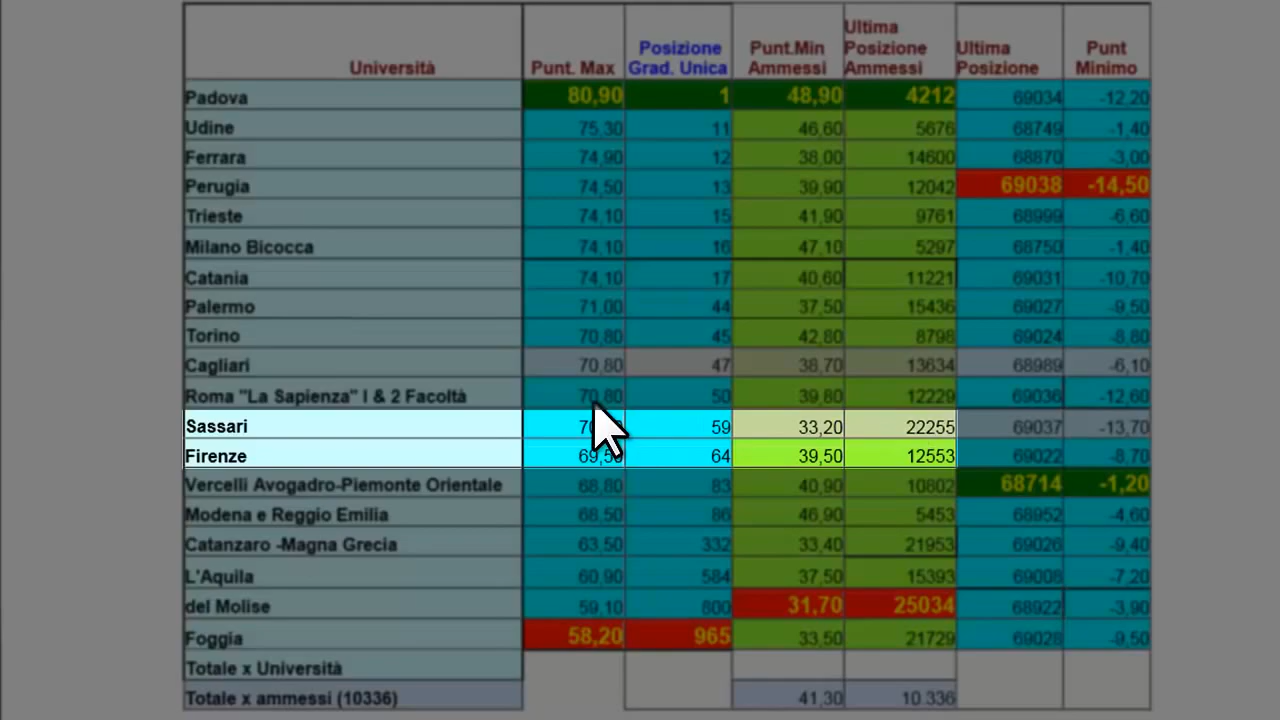 Università Punt. Max Posizione Grad. Unica Punt.Min Ammessi Ultima Posizione Ammessi Ultima Posizione Punt Minimo
Padova 80,90 1 48,90 4212 69034 -12,20
Udine 75,30 11 46,60 5676 68749 -1,40
Ferrara 74,90 12 38,00 14600 68870 -3,00
Perugia 74,50 13 39,90 12042 69038 -14,50
Trieste 74,10 15 41,90 9761 68999 -6,60
Milano Bicocca 74,10 16 47,10 5297 68750 -1,40
Catania 74,10 17 40,60 11221 69031 -10,70
Palermo 71,00 44 37,50 15436 69027 -9,50
Torino 70,80 45 42,80 8798 69024 -8,80
Cagliari 70,80 47 38,70 13634 68989 -6,10
Roma "La Sapienza" I & 2 Facoltà 70,80 50 39,80 12229 69036 -12,60
Sassari 59 33,20 22255 69037 -13,70
Firenze 69,50 64 39,50 12553 69022 -8,70
Vercelli Avogadro-Piemonte Orientale 68,80 83 40,90 10802 68714 -1,20
Modena e Reggio Emilia 68,50 86 46,90 5453 68952 -4,60
Catanzaro -Magna Grecia 63,50 332 33,40 21953 69026 -9,40
L'Aquila 60,90 584 37,50 15393 69008 -7,20
del Molise 59,10 800 31,70 25034 68922 -3,90
Foggia 58,20 965 33,50 21729 69028 -9,50
Totale x Università
Totale x ammessi (10336) 41,30 10.336